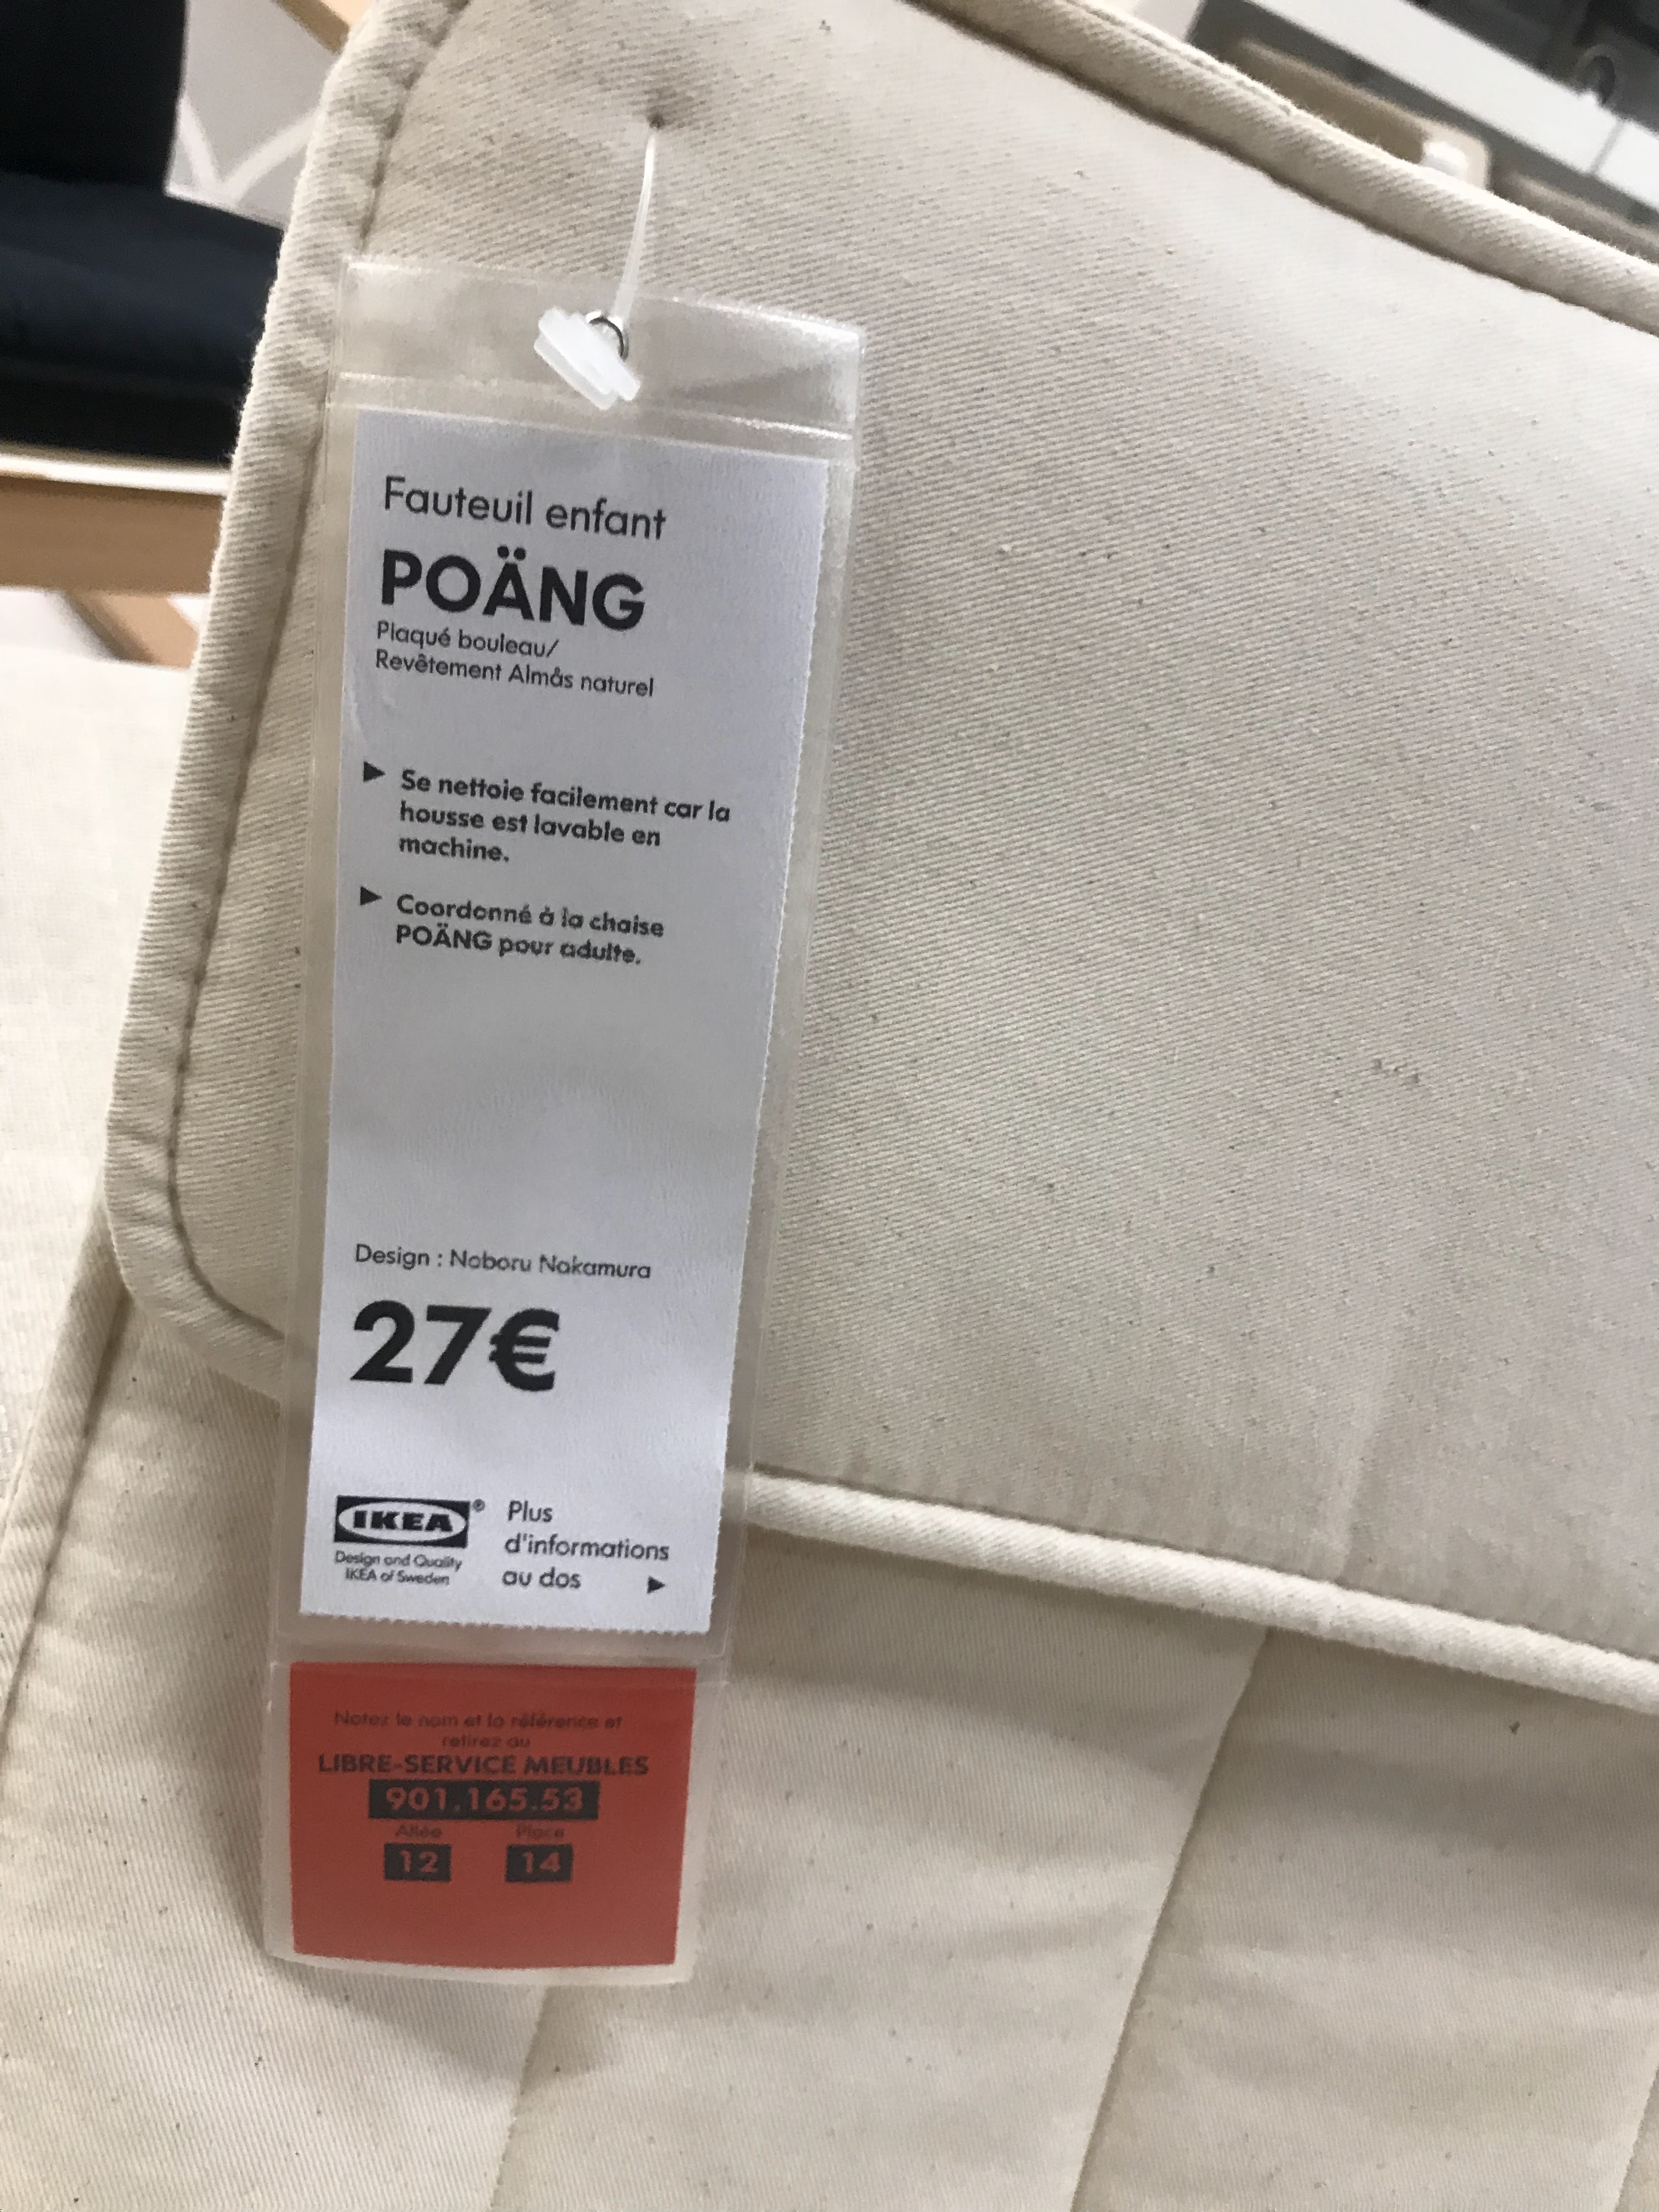 Fauteuil enfant
POÄNG
Plaqué bouleau/
Revêtement Almås naturel
► Se nettoie facilement car la
housse est lavable en
machine.
► Coordonné à la chaise
POÄNG pour adulte.
Design : Noboru Nakamura
27€
IKEA®
Design and Quality
IKEA of Sweden
Plus
d'informations
au dos ►
Notez le nom et la référence et
retirez au
LIBRE-SERVICE MEUBLES
901.165.53
Allée Place
12 14